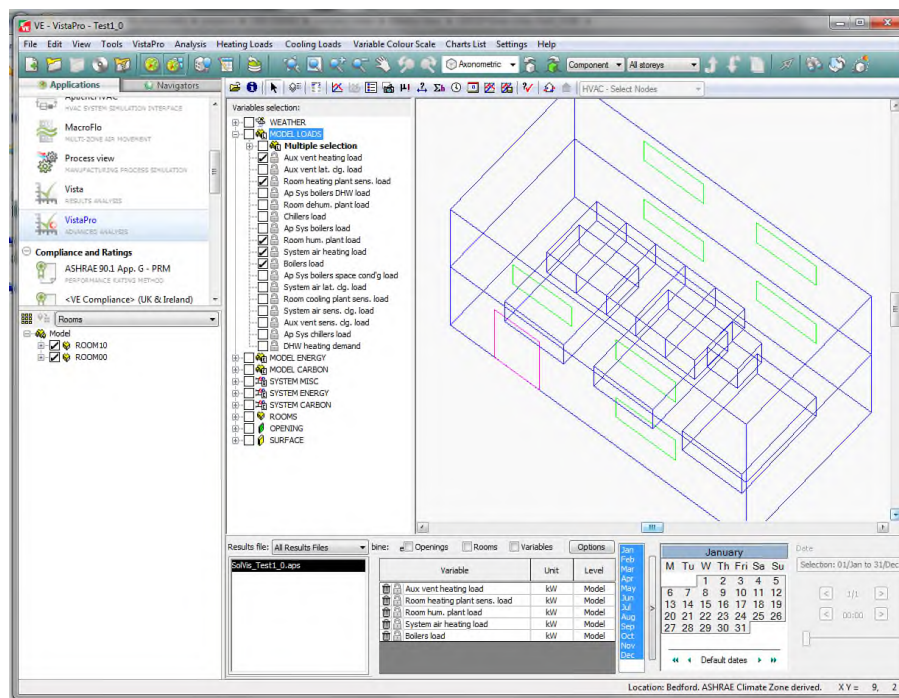 VE - VistaPro - Test1_0
File Edit View Tools VistaPro Analysis Heating Loads Cooling Loads Variable Colour Scale Charts List Settings Help
Axonometric Component All storeys
Applications Navigators
HVAC - Select Nodes
HVAC SYSTEM SIMULATION INTERFACE
MacroFlo
MULTI-ZONE AIR MOVEMENT
Process view
MANUFACTURING PROCESS SIMULATION
Vista
RESULTS ANALYSIS
VistaPro
ADVANCED ANALYSIS
Compliance and Ratings
ASHRAE 90.1 App. G - PRM
PERFORMANCE RATING METHOD
<VE Compliance> (UK & Ireland)
Rooms
Model
ROOM10
ROOM00
Variables selection:
WEATHER
MODEL LOADS
Multiple selection
Aux vent heating load
Aux vent lat. clg. load
Room heating plant sens. load
Ap Sys boilers DHW load
Room dehum. plant load
Chillers load
Ap Sys boilers load
Room hum. plant load
System air heating load
Boilers load
Ap Sys boilers space cond'g load
System air lat. clg. load
Room cooling plant sens. load
System air sens. clg. load
Aux vent sens. clg. load
Ap Sys chillers load
DHW heating demand
MODEL ENERGY
MODEL CARBON
SYSTEM MISC
SYSTEM ENERGY
SYSTEM CARBON
ROOMS
OPENING
SURFACE
Results file: All Results Files bine: e Openings Rooms Variables Options
SolVis_Test1_0.aps
Variable Unit Level
Aux vent heating load kW Model
Room heating plant sens. load kW Model
Room hum. plant load kW Model
System air heating load kW Model
Boilers load kW Model
Jan
Feb
Mar
Apr
May
Jun
Jul
Aug
Sep
Oct
Nov
Dec
>
January
M T W Th Fri Sa Su
1 2 3 4 5
6 7 8 9 10 11 12
13 14 15 16 17 18 19
20 21 22 23 24 25 26
27 28 29 30 31
Default dates
Date
Selection: 01/Jan to 31/Dec
< 1/1 >
< 00:00 >
Location: Bedford. ASHRAE Climate Zone derived. X Y = 9, 2